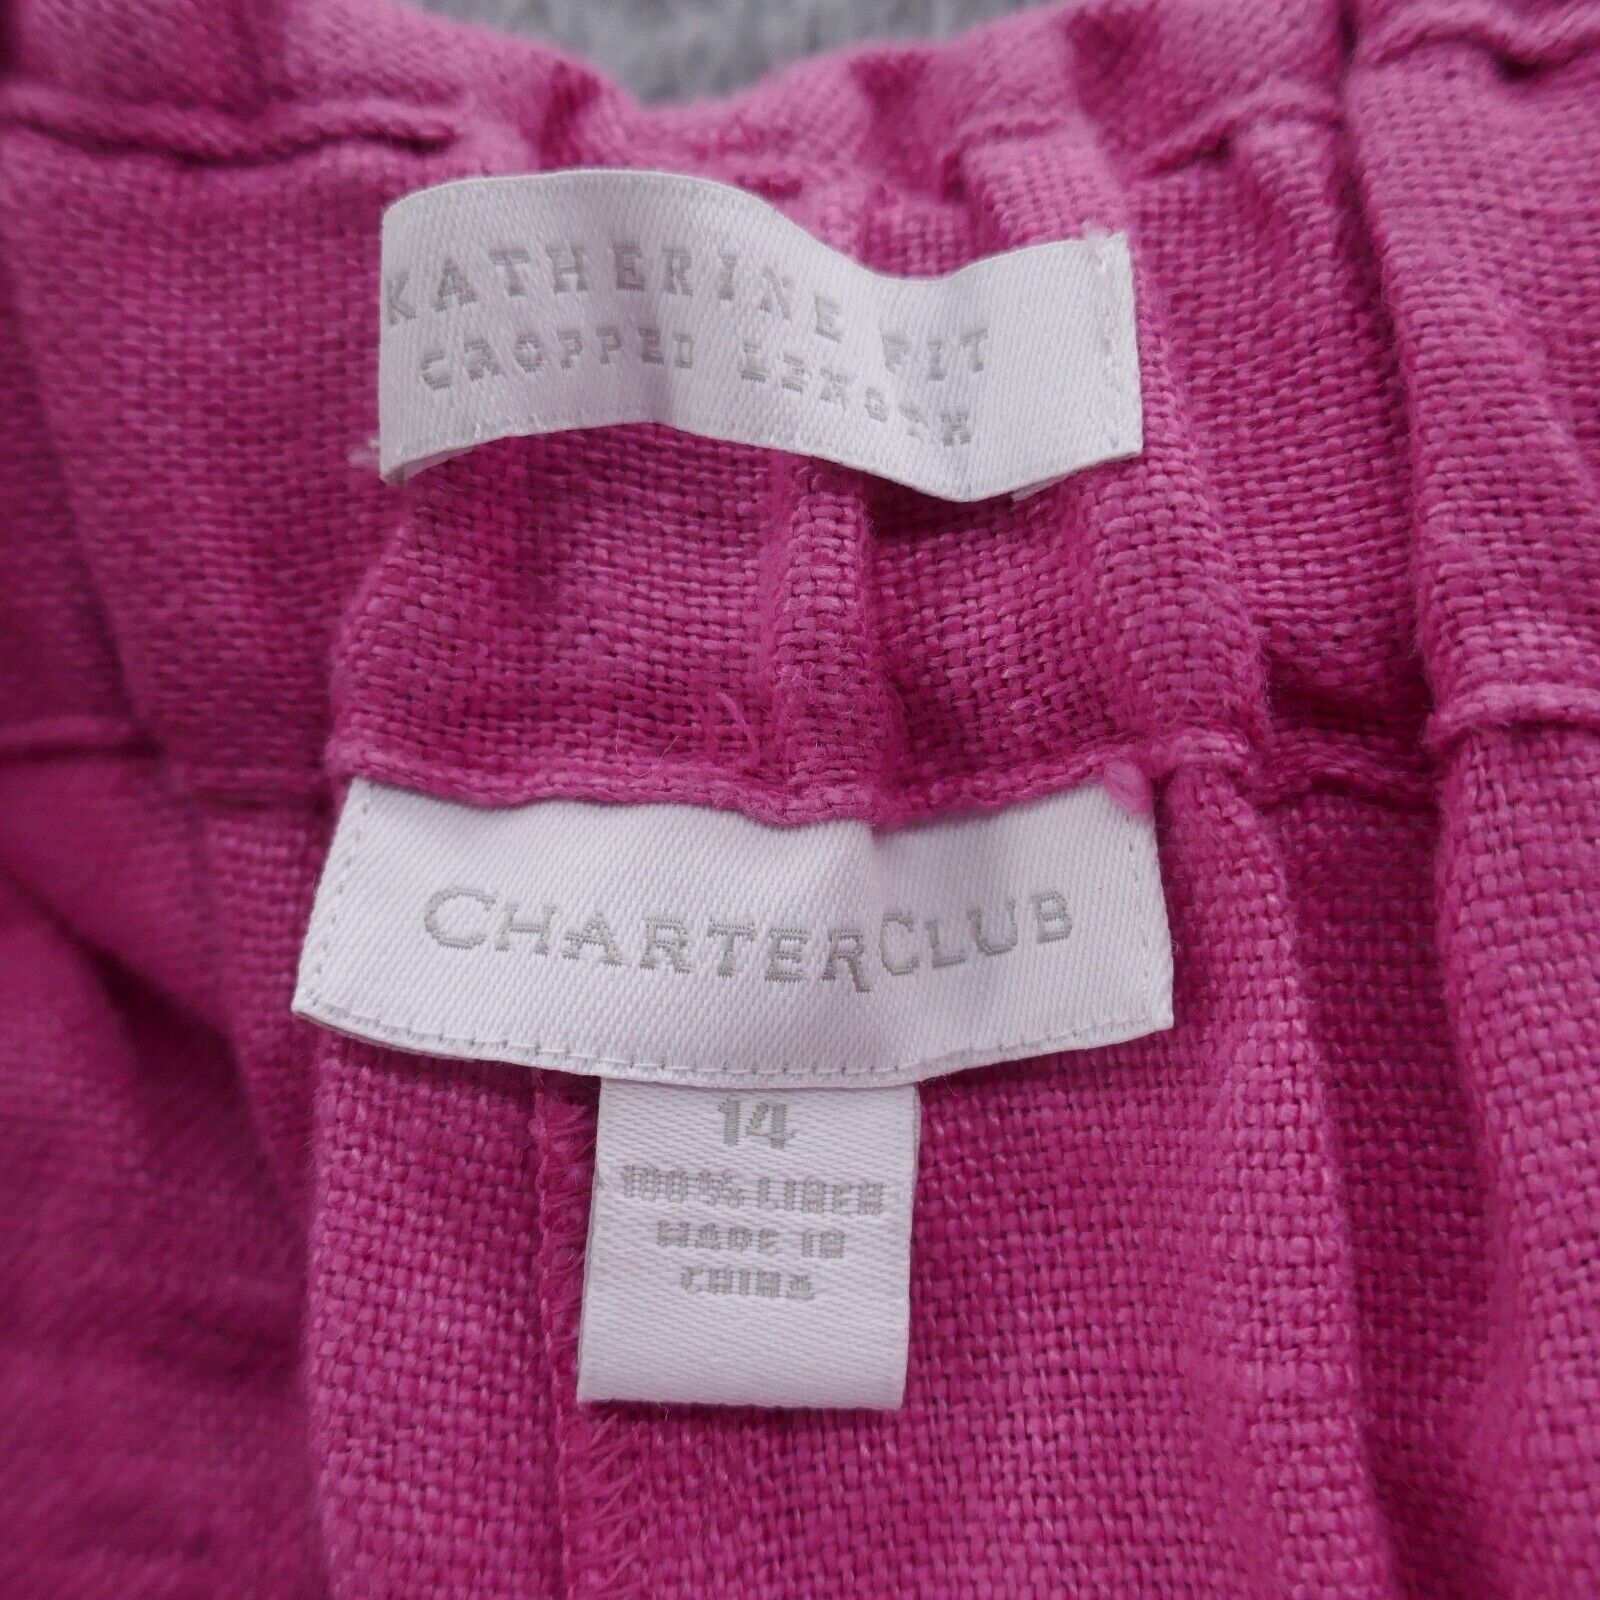 KATHERINE FIT
CROPPED LENGTH
CHARTERCLUB
14
100% LINEN
MADE IN
CHINA